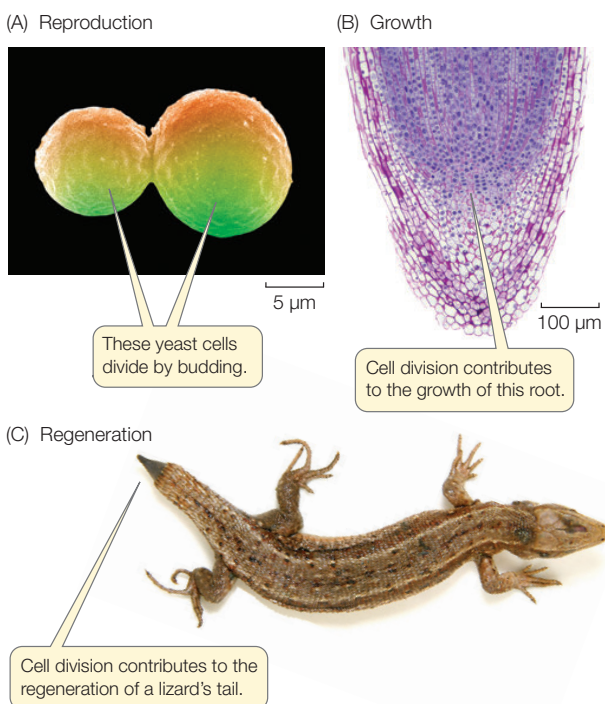 (A) Reproduction
(B) Growth
5 µm
These yeast cells
divide by budding.
100 µm
Cell division contributes
to the growth of this root.
(C) Regeneration
Cell division contributes to the
regeneration of a lizard's tail.